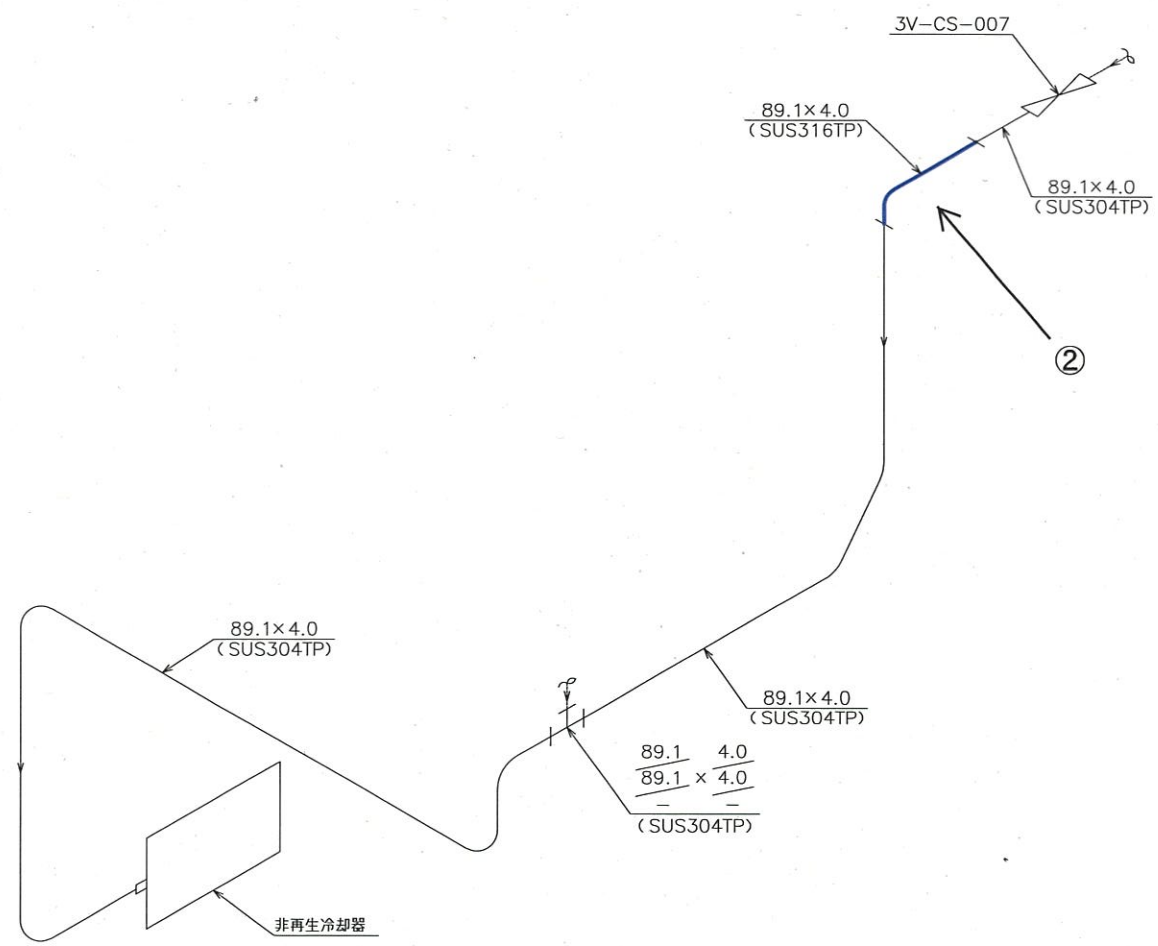 3V-CS-007
89.1×4.0
(SUS316TP)
89.1×4.0
(SUS304TP)
②
89.1×4.0
(SUS304TP)
89.1×4.0
(SUS304TP)
89.1 4.0
89.1 × 4.0
- -
(SUS304TP)
非再生冷却器